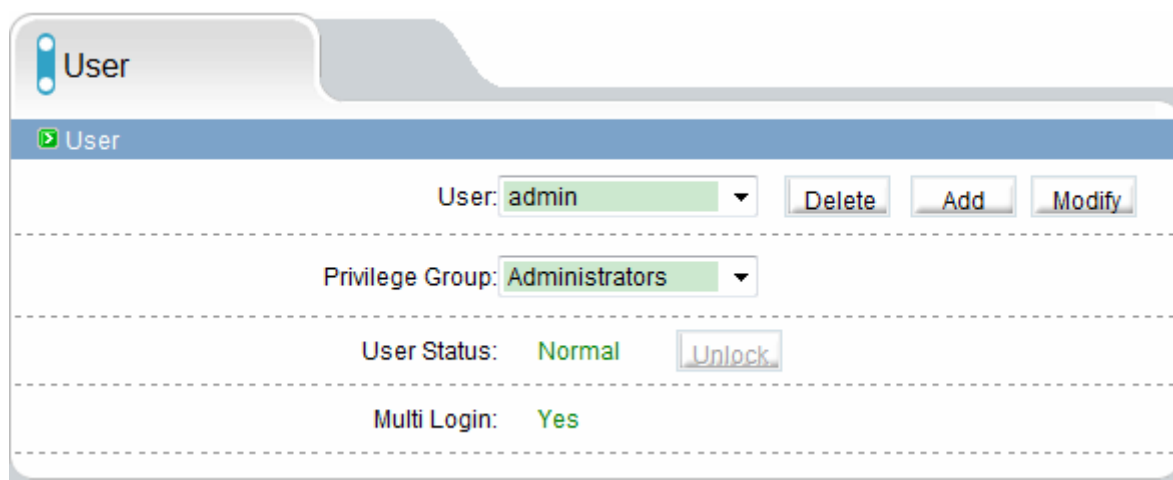 User
User
User: admin Delete Add Modify
Privilege Group: Administrators
User Status: Normal Unlock
Multi Login: Yes